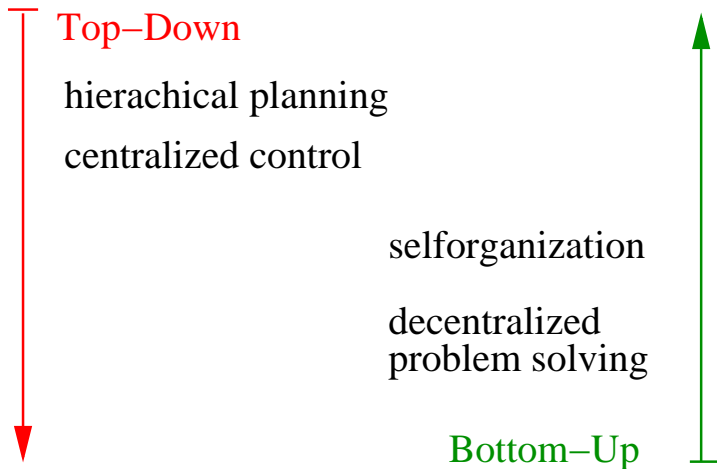 Top−Down
hierachical planning
centralized control
selforganization
decentralized
problem solving
Bottom−Up